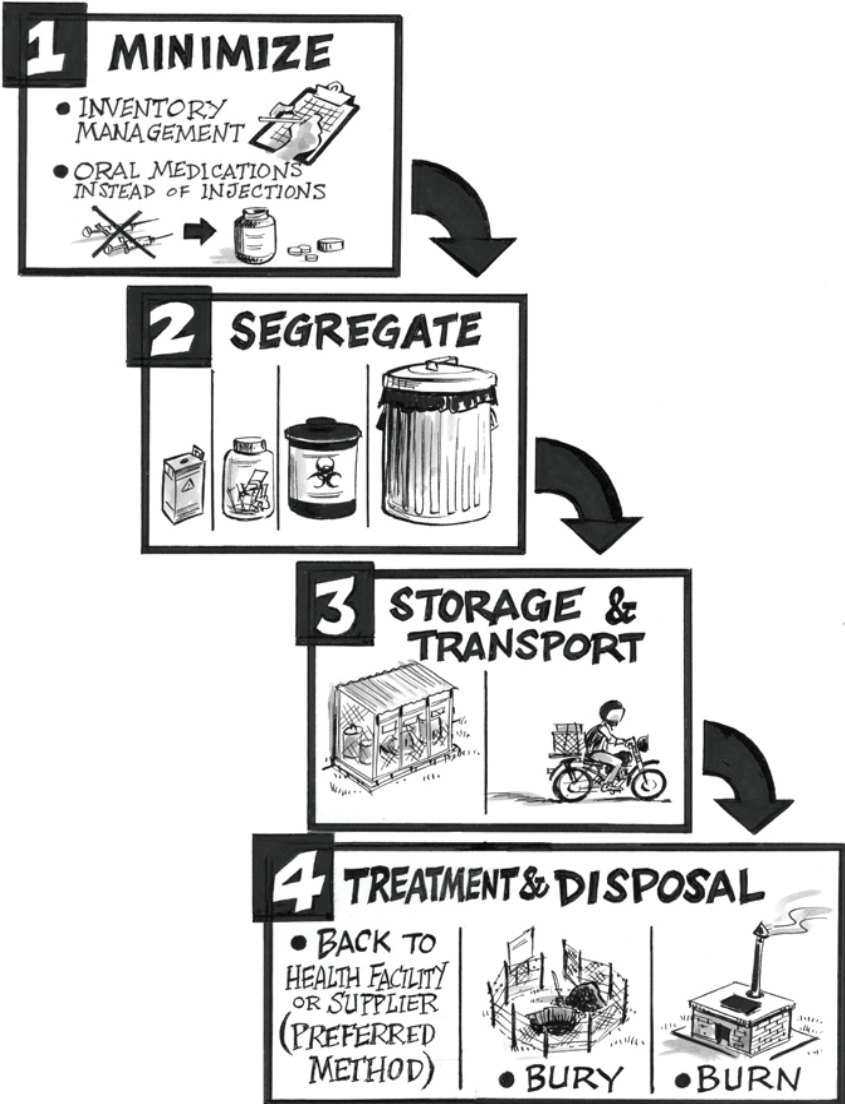 1 MINIMIZE
• INVENTORY
MANAGEMENT
• ORAL MEDICATIONS
INSTEAD OF INJECTIONS
2 SEGREGATE
3 STORAGE &
TRANSPORT
4 TREATMENT & DISPOSAL
• BACK TO
HEALTH FACILITY
OR SUPPLIER
(PREFERRED
METHOD)
• BURY
• BURN